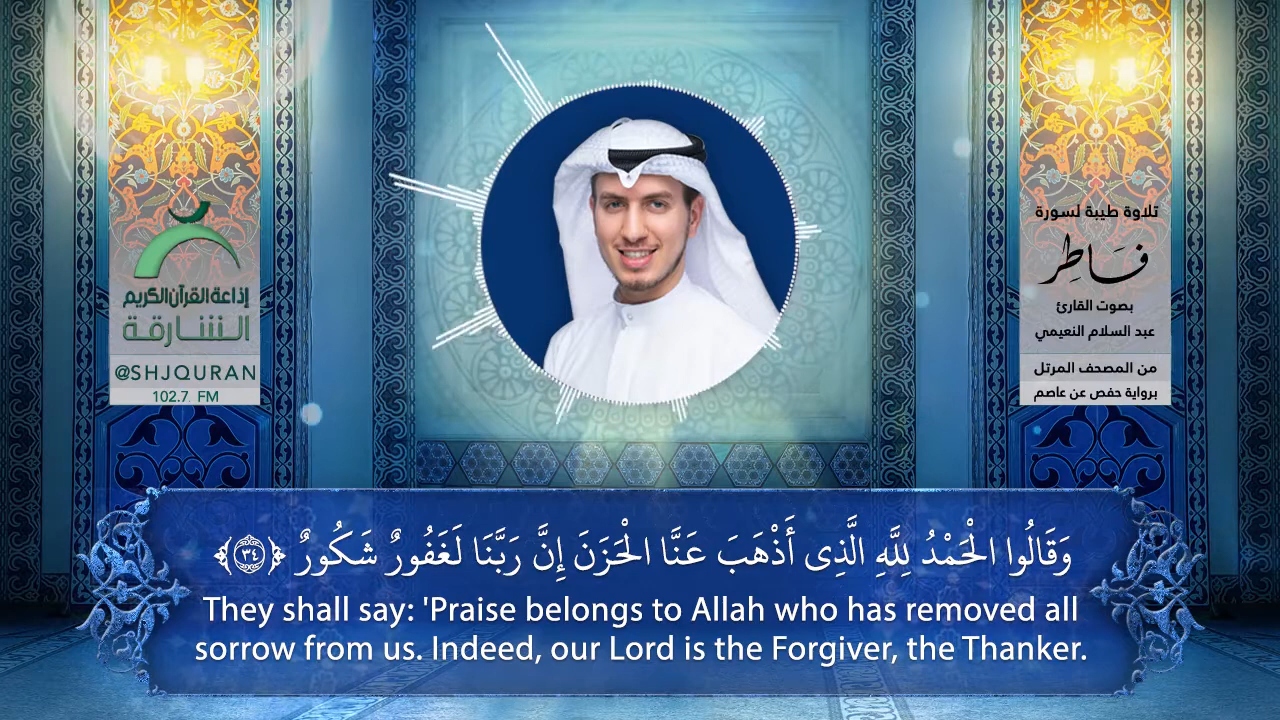 إذاعة القرآن الكريم
الشارقة
@SHJQURAN
102.7 FM
تلاوة طيبة لسورة
فَاطِر
بصوت القارئ
عبد السلام النعيمي
من المصحف المرتل
برواية حفص عن عاصم
وَقَالُوا الْحَمْدُ لِلَّهِ الَّذِى أَذْهَبَ عَنَّا الْحَزَنَ إِنَّ رَبَّنَا لَغَفُورٌ شَكُورٌ ﴿٣٤﴾
They shall say: 'Praise belongs to Allah who has removed all
sorrow from us. Indeed, our Lord is the Forgiver, the Thanker.